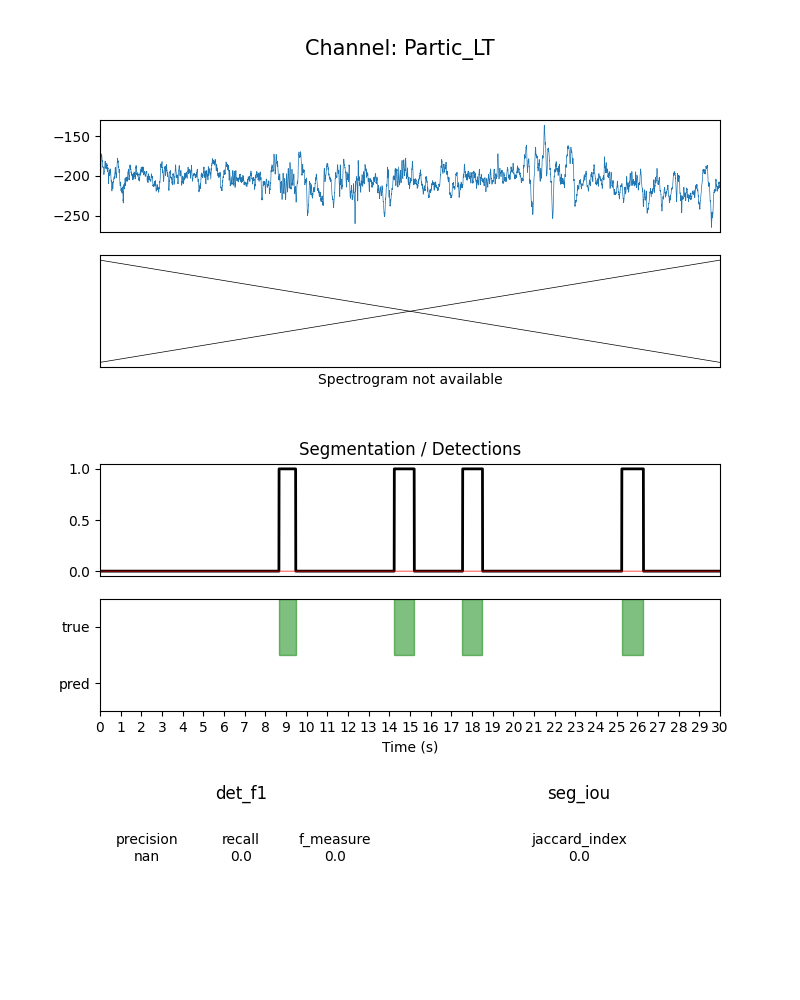 Channel: Partic_LT
−150
−200
−250
Spectrogram not available
Segmentation / Detections
1.0
0.5
0.0
true
pred
0 1 2 3 4 5 6 7 8 9 10 11 12 13 14 15 16 17 18 19 20 21 22 23 24 25 26 27 28 29 30
Time (s)
det_f1 seg_iou
precision recall f_measure jaccard_index
nan 0.0 0.0 0.0